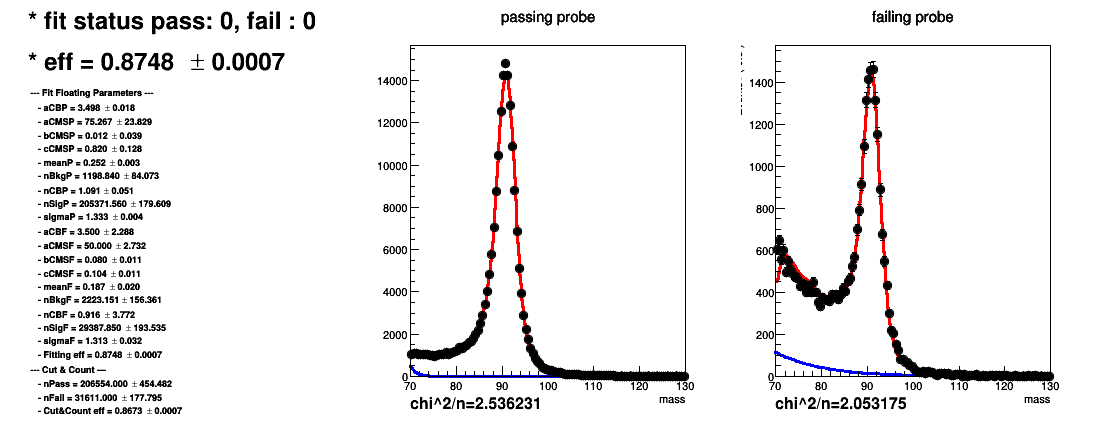 * fit status pass: 0, fail : 0
* eff = 0.8748 ± 0.0007
--- Fit Floating Parameters ---
- aCBP = 3.498 ± 0.018
- aCMSP = 75.267 ± 23.829
- bCMSP = 0.012 ± 0.039
- cCMSP = 0.820 ± 0.128
- meanP = 0.252 ± 0.003
- nBkgP = 1198.840 ± 84.073
- nCBP = 1.091 ± 0.051
- nSigP = 205371.560 ± 179.609
- sigmaP = 1.333 ± 0.004
- aCBF = 3.500 ± 2.288
- aCMSF = 50.000 ± 2.732
- bCMSF = 0.080 ± 0.011
- cCMSF = 0.104 ± 0.011
- meanF = 0.187 ± 0.020
- nBkgF = 2223.151 ± 156.361
- nCBF = 0.916 ± 3.772
- nSigF = 29387.850 ± 193.535
- sigmaF = 1.313 ± 0.032
- Fitting eff = 0.8748 ± 0.0007
--- Cut & Count ---
- nPass = 206554.000 ± 454.482
- nFail = 31611.000 ± 177.795
- Cut&Count eff = 0.8673 ± 0.0007
passing probe
14000
12000
10000
8000
6000
4000
2000
0
70 80 90 100 110 120 130
mass
chi^2/n=2.536231
failing probe
1400
1200
1000
800
600
400
200
0
70 80 90 100 110 120 130
mass
chi^2/n=2.053175